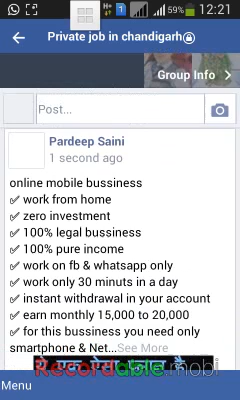 59% 12:21
Private job in chandigarh
Group Info
Post...
Pardeep Saini
1 second ago
online mobile bussiness
✓ work from home
✓ zero investment
✓ 100% legal bussiness
✓ 100% pure income
✓ work on fb & whatsapp only
✓ work only 30 minuts in a day
✓ instant withdrawal in your account
✓ earn monthly 15,000 to 20,000
✓ for this bussiness you need only
smartphone & Net...See More
Recordable.mobi
Menu